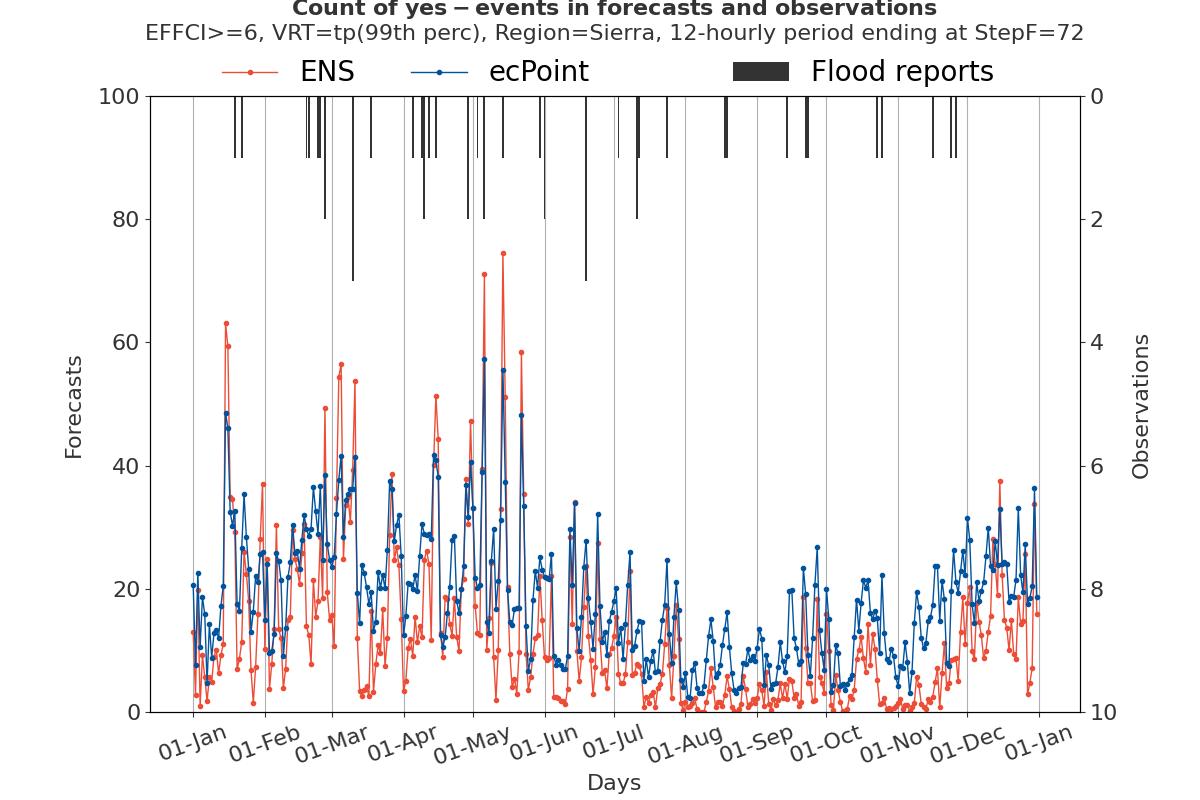 Count of yes − events in forecasts and observations
EFFCI>=6, VRT=tp(99th perc), Region=Sierra, 12-hourly period ending at StepF=72
ENS ecPoint Flood reports
100 0
80 2
60 4
40 6
20 8
0 10
Forecasts
Observations
01-Jan 01-Feb 01-Mar 01-Apr 01-May 01-Jun 01-Jul 01-Aug 01-Sep 01-Oct 01-Nov 01-Dec 01-Jan
Days